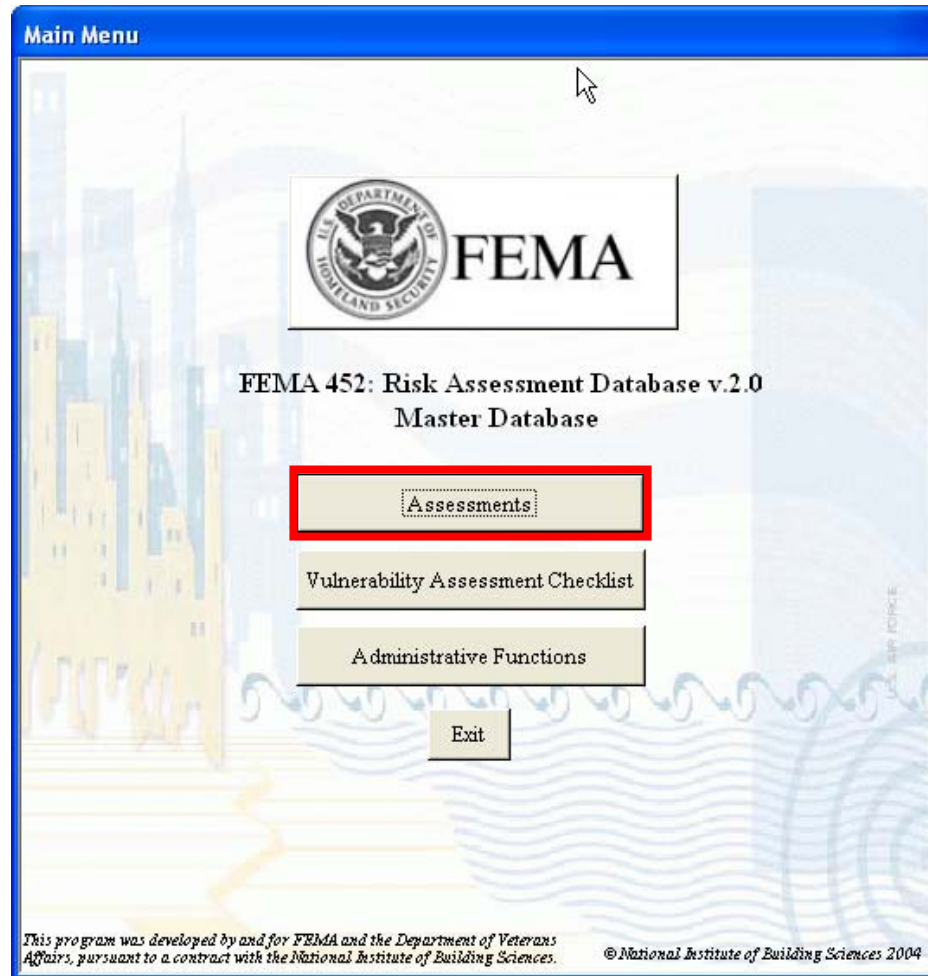 Main Menu
U.S. DEPARTMENT OF HOMELAND SECURITY
FEMA
FEMA 452: Risk Assessment Database v.2.0
Master Database
Assessments
Vulnerability Assessment Checklist
Administrative Functions
Exit
U.S. AIR FORCE
This program was developed by and for FEMA and the Department of Veterans
Affairs, pursuant to a contract with the National Institute of Building Sciences.
© National Institute of Building Sciences 2004